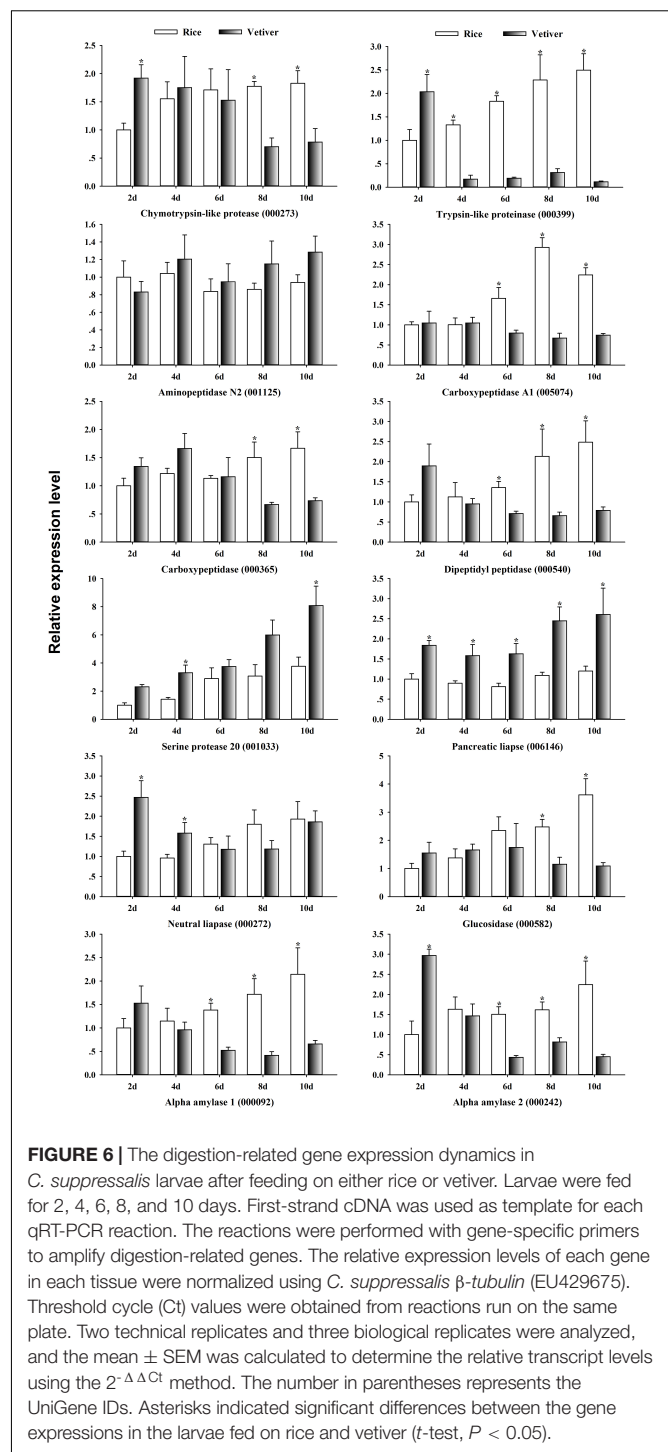 Rice Vetiver Rice Vetiver
2.5 2.0 1.5 1.0 .5 0.0
3.0 2.5 2.0 1.5 1.0 .5 0.0
2d 4d 6d 8d 10d 2d 4d 6d 8d 10d
* * * * * * * *
Chymotrypsin-like protease (000273) Trypsin-like proteinase (000399)
1.6 1.4 1.2 1.0 .8 .6 .4 .2 0.0
3.5 3.0 2.5 2.0 1.5 1.0 .5 0.0
* * *
2d 4d 6d 8d 10d 2d 4d 6d 8d 10d
Aminopeptidase N2 (001125) Carboxypeptidase A1 (005074)
Relative expression level
2.5 2.0 1.5 1.0 .5 0.0
3.5 3.0 2.5 2.0 1.5 1.0 .5 0.0
* * * * *
2d 4d 6d 8d 10d 2d 4d 6d 8d 10d
Carboxypeptidase (000365) Dipeptidyl peptidase (000540)
10 8 6 4 2 0
3.5 3.0 2.5 2.0 1.5 1.0 .5 0.0
* * * * * * *
2d 4d 6d 8d 10d 2d 4d 6d 8d 10d
Serine protease 20 (001033) Pancreatic liapse (006146)
3.5 3.0 2.5 2.0 1.5 1.0 .5 0.0
5 4 3 2 1 0
* * * *
2d 4d 6d 8d 10d 2d 4d 6d 8d 10d
Neutral liapase (000272) Glucosidase (000582)
3.0 2.5 2.0 1.5 1.0 .5 0.0
3.5 3.0 2.5 2.0 1.5 1.0 .5 0.0
* * * * * * *
2d 4d 6d 8d 10d 2d 4d 6d 8d 10d
Alpha amylase 1 (000092) Alpha amylase 2 (000242)
FIGURE 6 | The digestion-related gene expression dynamics in
C. suppressalis larvae after feeding on either rice or vetiver. Larvae were fed
for 2, 4, 6, 8, and 10 days. First-strand cDNA was used as template for each
qRT-PCR reaction. The reactions were performed with gene-specific primers
to amplify digestion-related genes. The relative expression levels of each gene
in each tissue were normalized using C. suppressalis β-tubulin (EU429675).
Threshold cycle (Ct) values were obtained from reactions run on the same
plate. Two technical replicates and three biological replicates were analyzed,
and the mean ± SEM was calculated to determine the relative transcript levels
using the 2-ΔΔCt method. The number in parentheses represents the
UniGene IDs. Asterisks indicated significant differences between the gene
expressions in the larvae fed on rice and vetiver (t-test, P < 0.05).